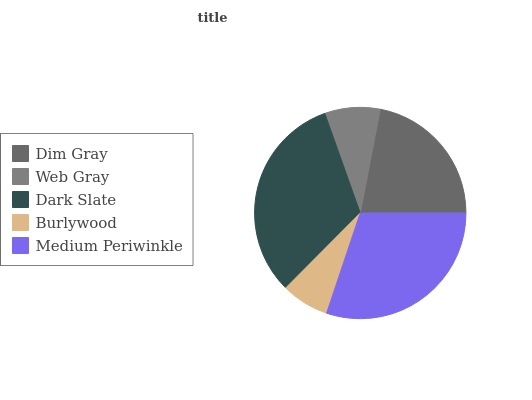 title
Dim Gray
Web Gray
Dark Slate
Burlywood
Medium Periwinkle